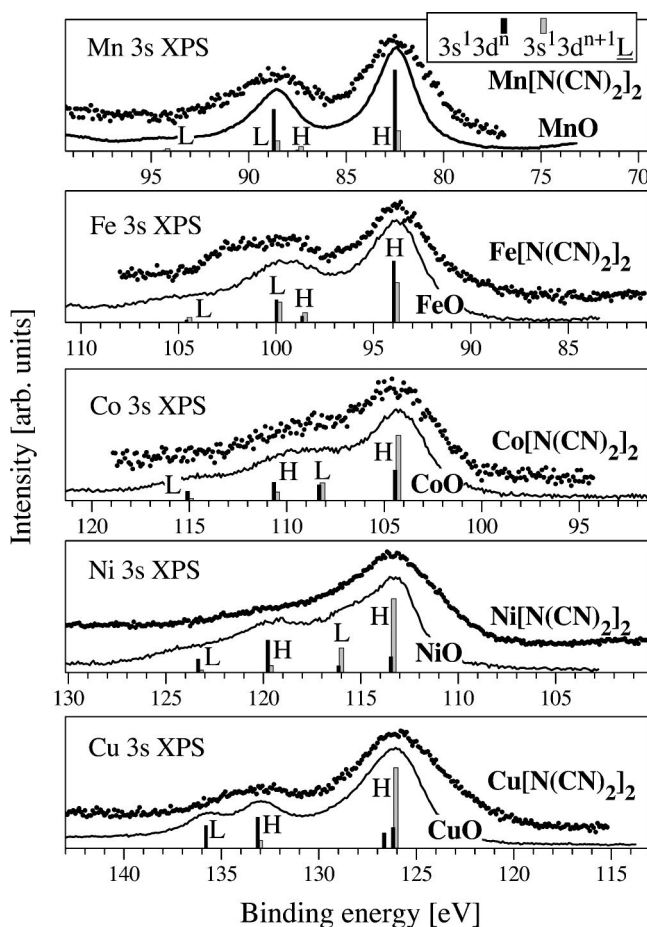 3s¹3dⁿ 3s¹3dⁿ⁺¹L̲
Mn 3s XPS
Mn[N(CN)₂]₂
MnO
L L H H
95 90 85 80 75 70
Fe 3s XPS
Fe[N(CN)₂]₂
FeO
L L H H
110 105 100 95 90 85
Co 3s XPS
Co[N(CN)₂]₂
CoO
L H L H
120 115 110 105 100 95
Ni 3s XPS
Ni[N(CN)₂]₂
NiO
L H L H
130 125 120 115 110 105
Cu 3s XPS
Cu[N(CN)₂]₂
CuO
L H H
140 135 130 125 120 115
Binding energy [eV]
Intensity [arb. units]